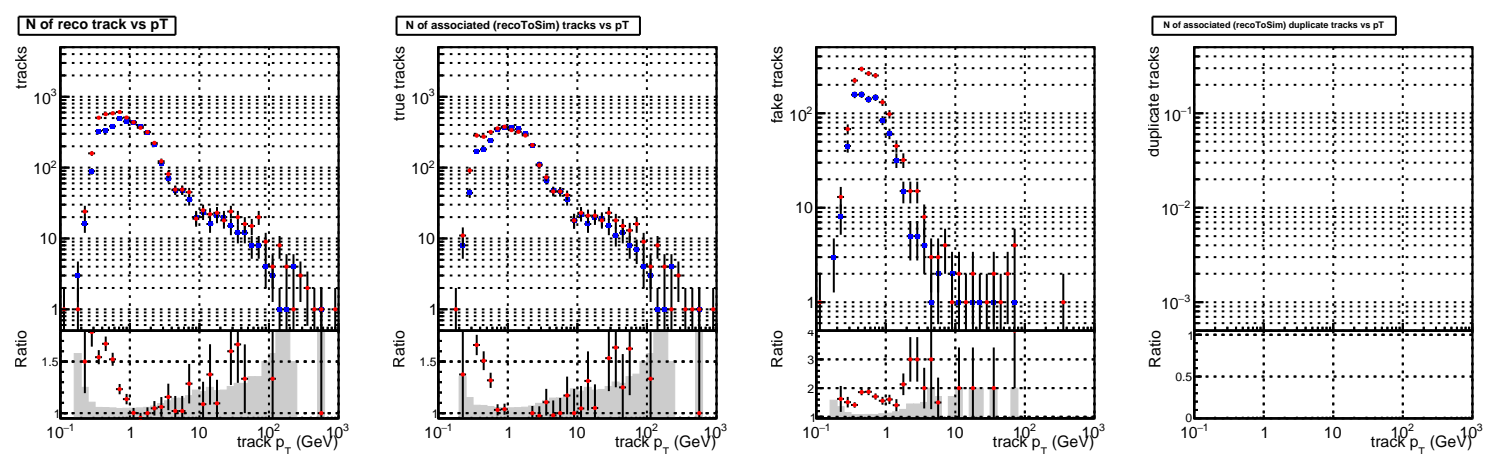 N of reco track vs pT
tracks
10³
10²
10
1
Ratio
1.5
1
10⁻¹ 1 10 10² 10³
track p_T (GeV)
N of associated (recoToSim) tracks vs pT
true tracks
10³
10²
10
1
Ratio
1.5
1
10⁻¹ 1 10 10² 10³
track p_T (GeV)
fake tracks
10²
10
1
Ratio
4
3
2
1
10⁻¹ 1 10 10² 10³
track p_T (GeV)
N of associated (recoToSim) duplicate tracks vs pT
duplicate tracks
10⁻¹
10⁻²
10⁻³
Ratio
1
0.5
0
10⁻¹ 1 10 10² 10³
track p_T (GeV)